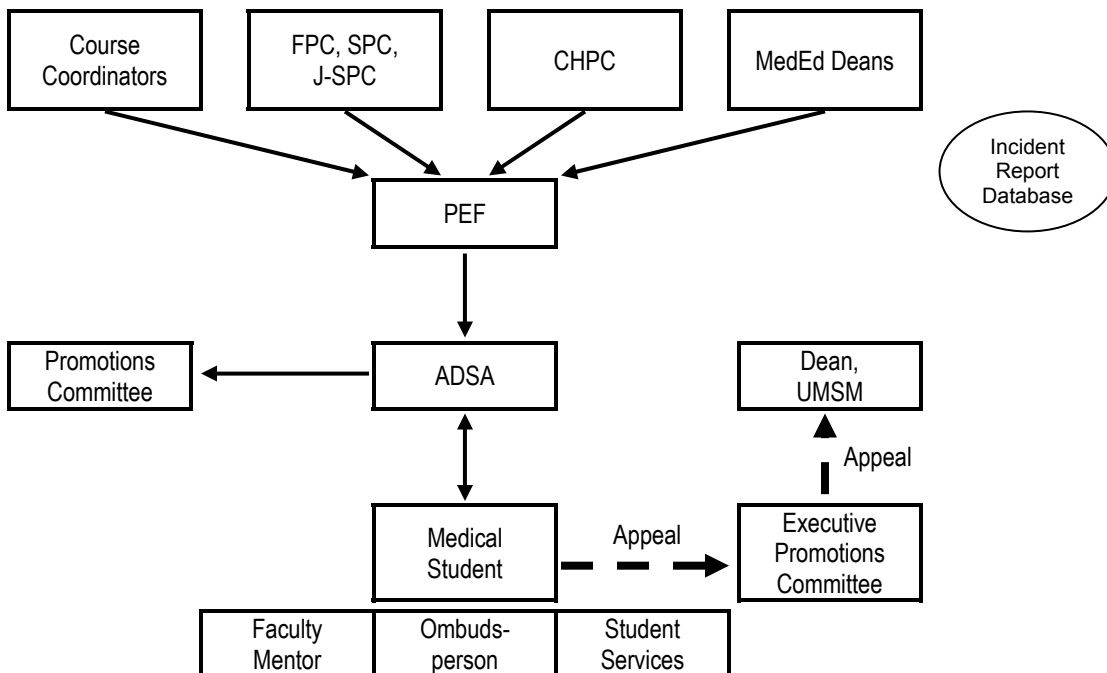 Course
Coordinators
FPC, SPC,
J-SPC
CHPC
MedEd Deans
Incident
Report
Database
PEF
Promotions
Committee
ADSA
Dean,
UMSM
Appeal
Medical
Student
Appeal
Executive
Promotions
Committee
Faculty
Mentor
Ombuds-
person
Student
Services